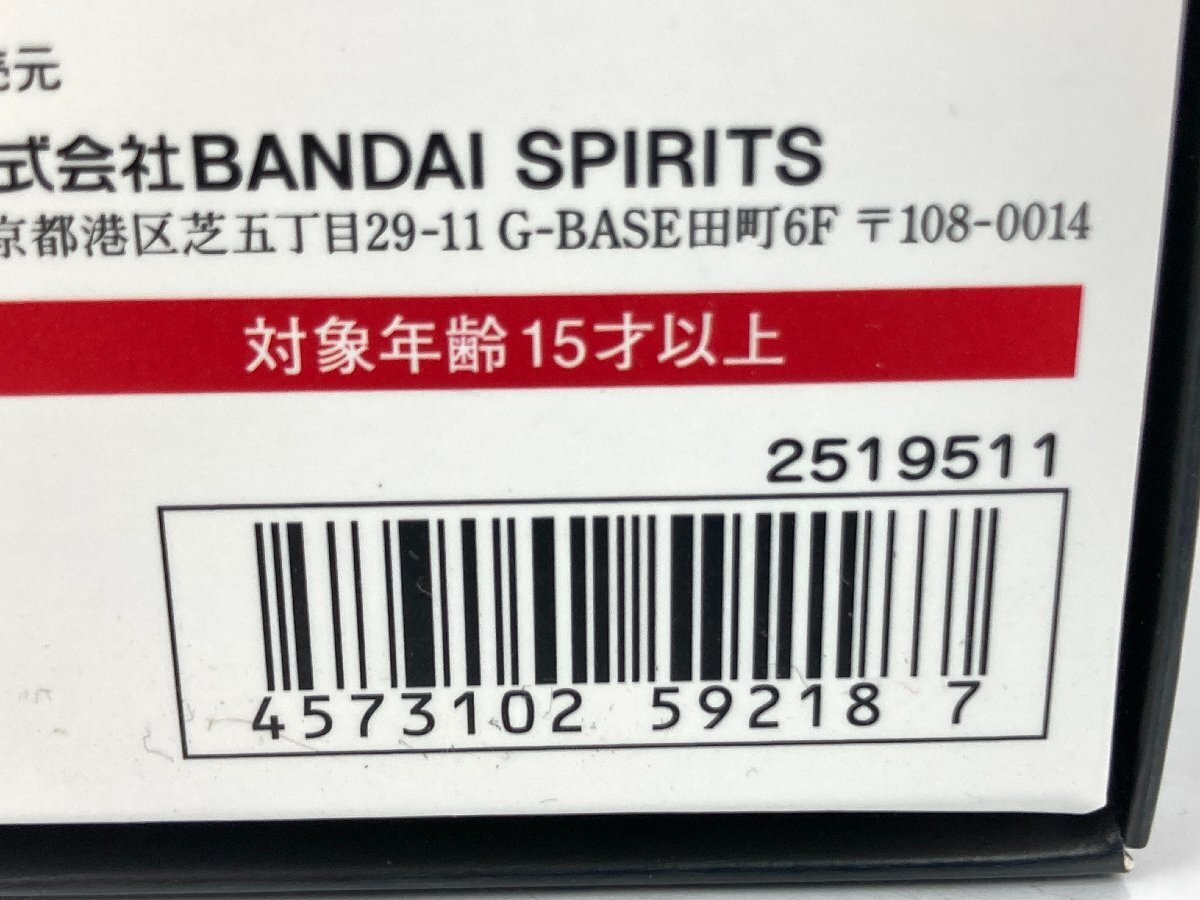 売元
式会社BANDAI SPIRITS
京都港区芝五丁目29-11 G-BASE田町6F 〒108-0014
対象年齢15才以上
2519511
4573102 59218 7